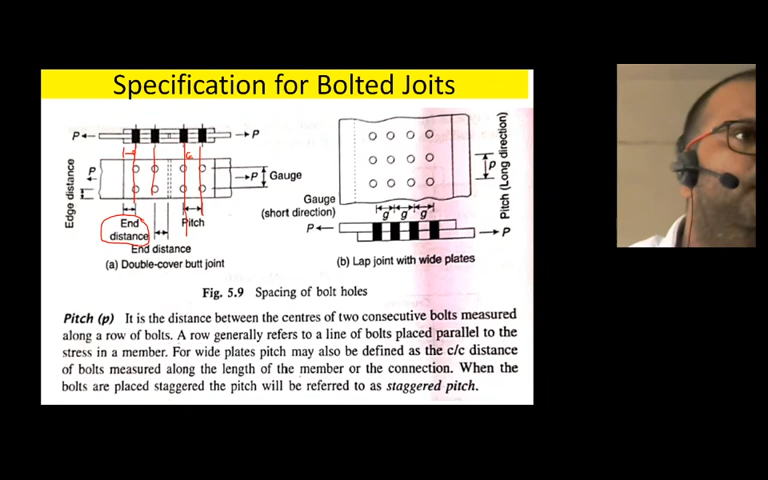 Specification for Bolted Joits
P
P
P
P
Gauge
Edge distance
End
distance
Pitch
End distance
(a) Double-cover butt joint
Gauge
(short direction)
g g g
P
P
P
Pitch (Long direction)
(b) Lap joint with wide plates
Fig. 5.9 Spacing of bolt holes
Pitch (p) It is the distance between the centres of two consecutive bolts measured
along a row of bolts. A row generally refers to a line of bolts placed parallel to the
stress in a member. For wide plates pitch may also be defined as the c/c distance
of bolts measured along the length of the member or the connection. When the
bolts are placed staggered the pitch will be referred to as staggered pitch.